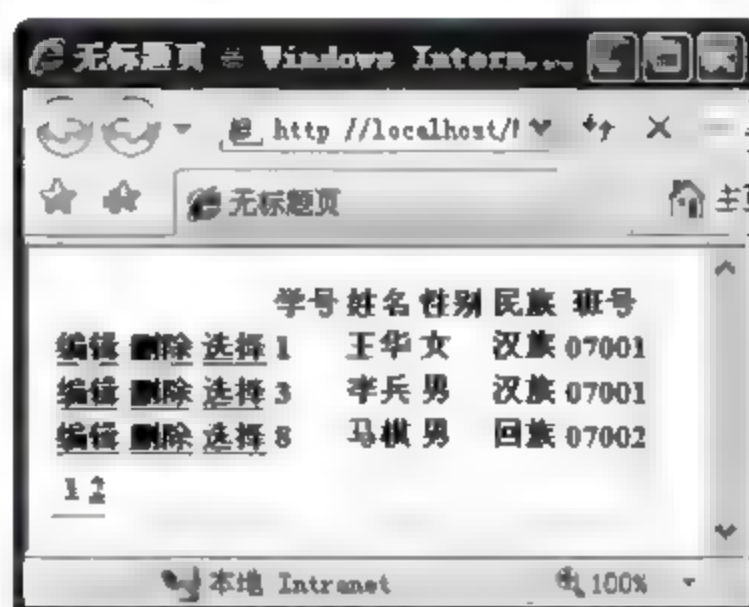 无标题页 - Windows Intern...
http //localhost/
无标题页
主页
学号 姓名 性别 民族 班号
编辑 删除 选择 1 王华 女 汉族 07001
编辑 删除 选择 3 李兵 男 汉族 07001
编辑 删除 选择 8 马棋 男 回族 07002
1 2
本地 Intranet 100%